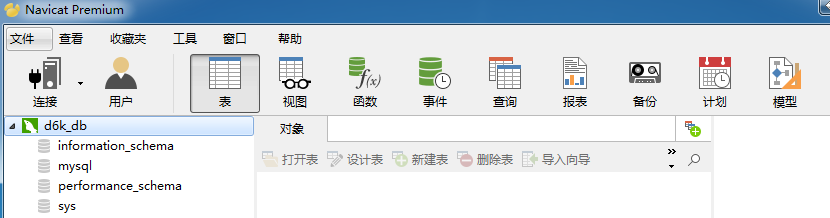 Navicat Premium
文件 查看 收藏夹 工具 窗口 帮助
连接 用户 表 视图 函数 事件 查询 报表 备份 计划 模型
d6k_db
对象
information_schema
打开表 设计表 新建表 删除表 导入向导 »
mysql
performance_schema
sys